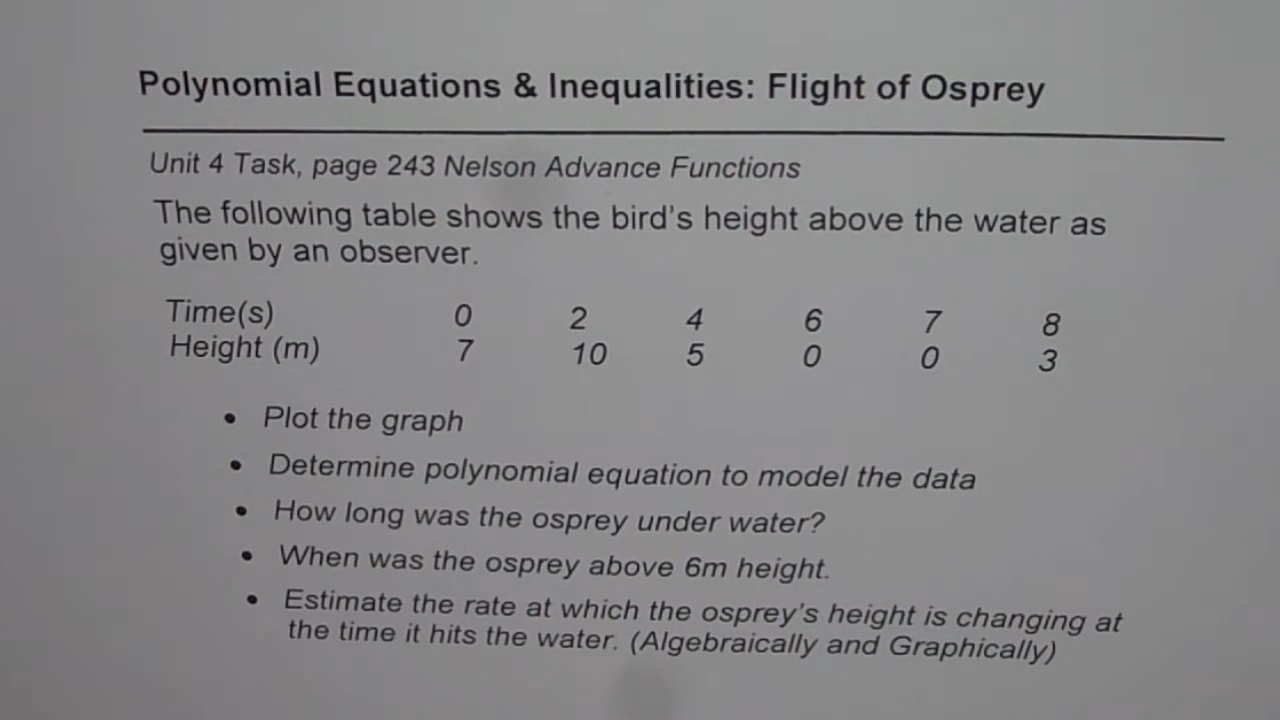 Polynomial Equations & Inequalities: Flight of Osprey
Unit 4 Task, page 243 Nelson Advance Functions
The following table shows the bird's height above the water as
given by an observer.
Time(s) 0 2 4 6 7 8
Height (m) 7 10 5 0 0 3
• Plot the graph
• Determine polynomial equation to model the data
• How long was the osprey under water?
• When was the osprey above 6m height.
• Estimate the rate at which the osprey's height is changing at
the time it hits the water. (Algebraically and Graphically)